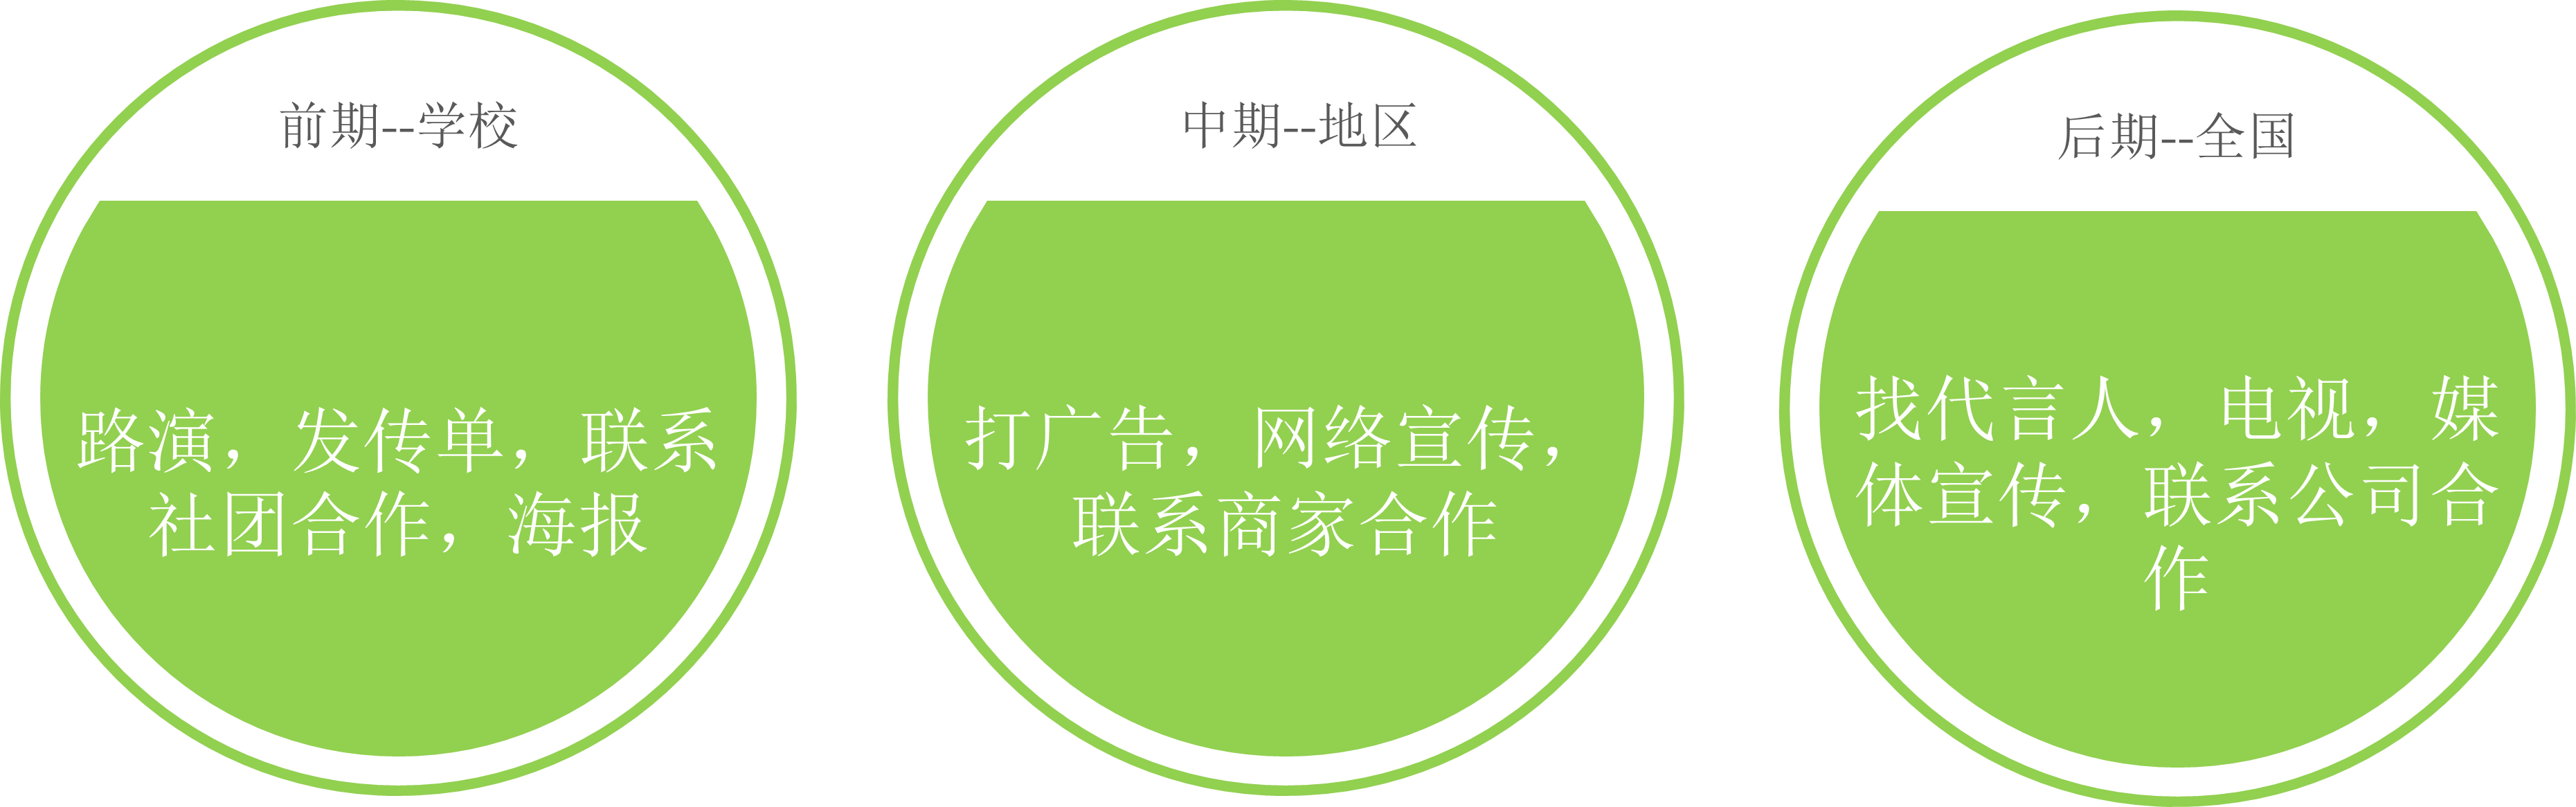 前期--学校
路演，发传单，联系
社团合作，海报
中期--地区
打广告，网络宣传，
联系商家合作
后期--全国
找代言人，电视，媒
体宣传，联系公司合
作